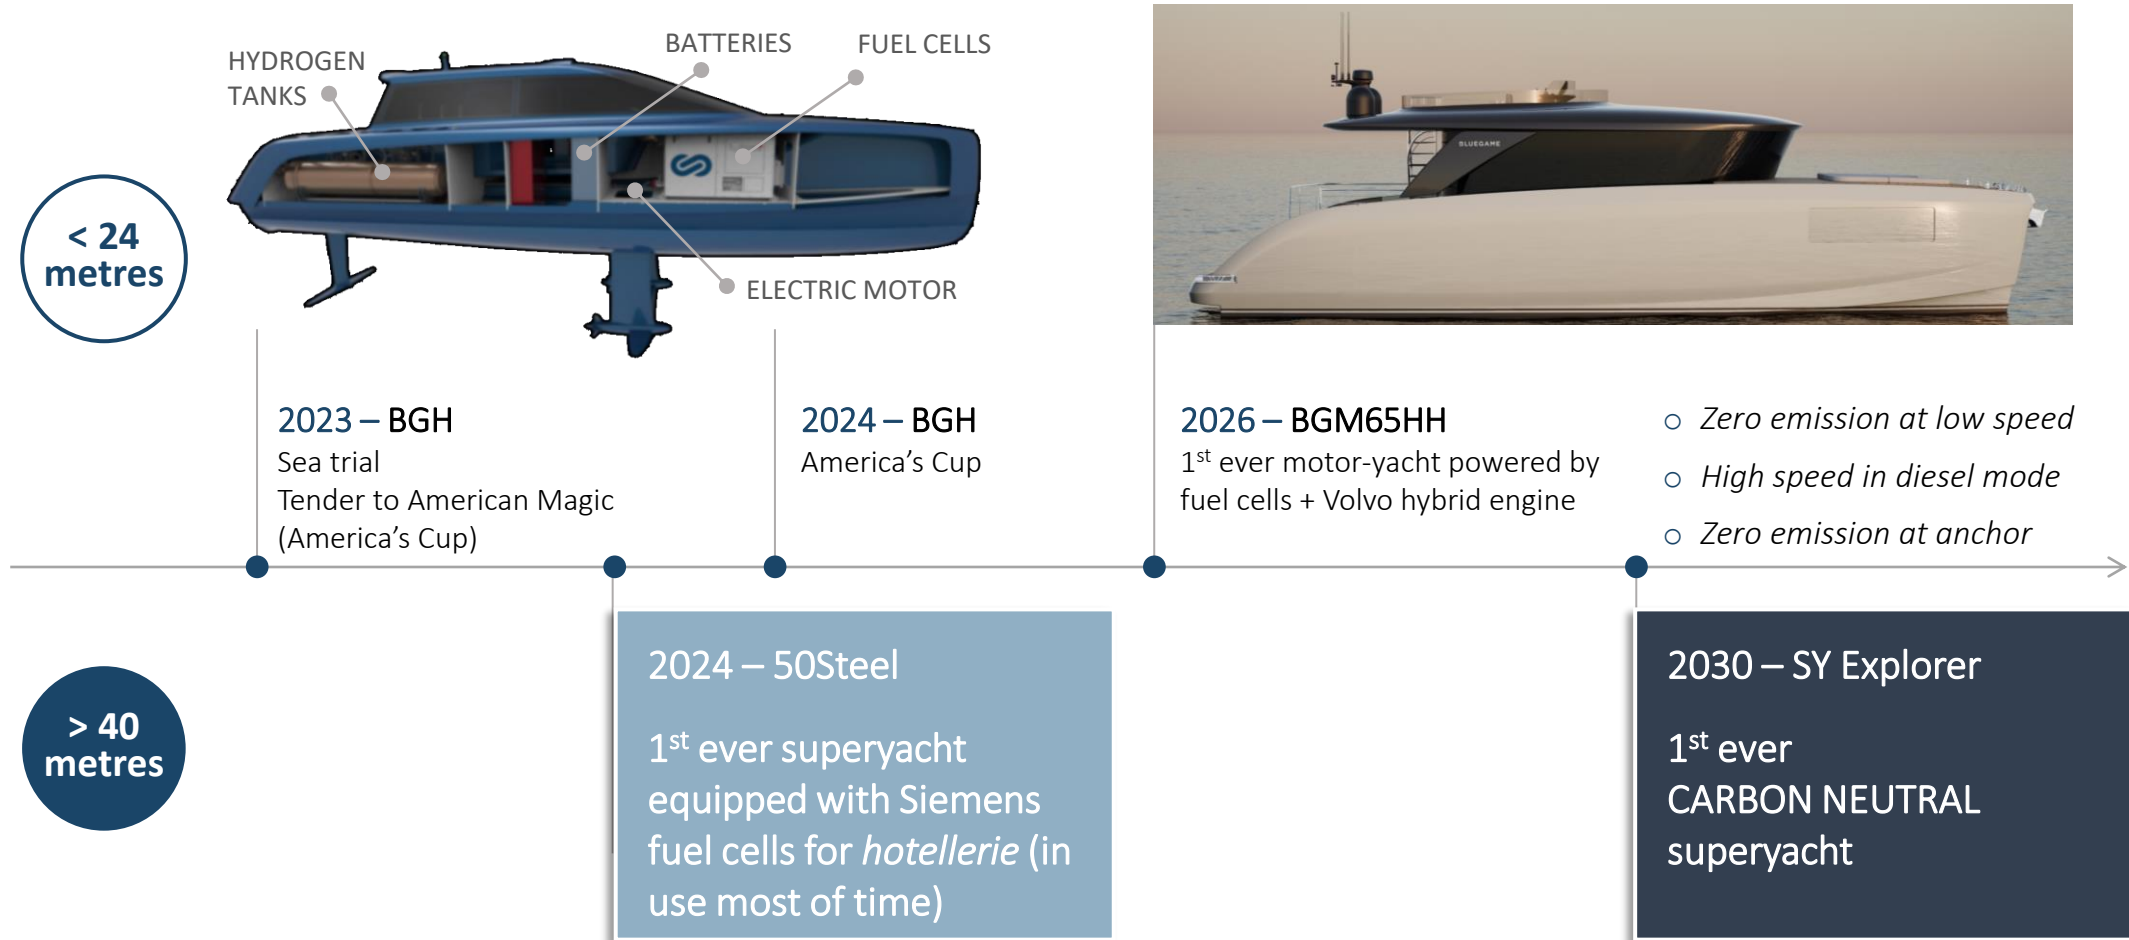 HYDROGEN
TANKS
BATTERIES
FUEL CELLS
ELECTRIC MOTOR
BLUEGAME
< 24
metres
2023 – BGH
Sea trial
Tender to American Magic
(America’s Cup)
2024 – BGH
America’s Cup
2026 – BGM65HH
1st ever motor-yacht powered by
fuel cells + Volvo hybrid engine
Zero emission at low speed
High speed in diesel mode
Zero emission at anchor
> 40
metres
2024 – 50Steel
1st ever superyacht
equipped with Siemens
fuel cells for hotellerie (in
use most of time)
2030 – SY Explorer
1st ever
CARBON NEUTRAL
superyacht